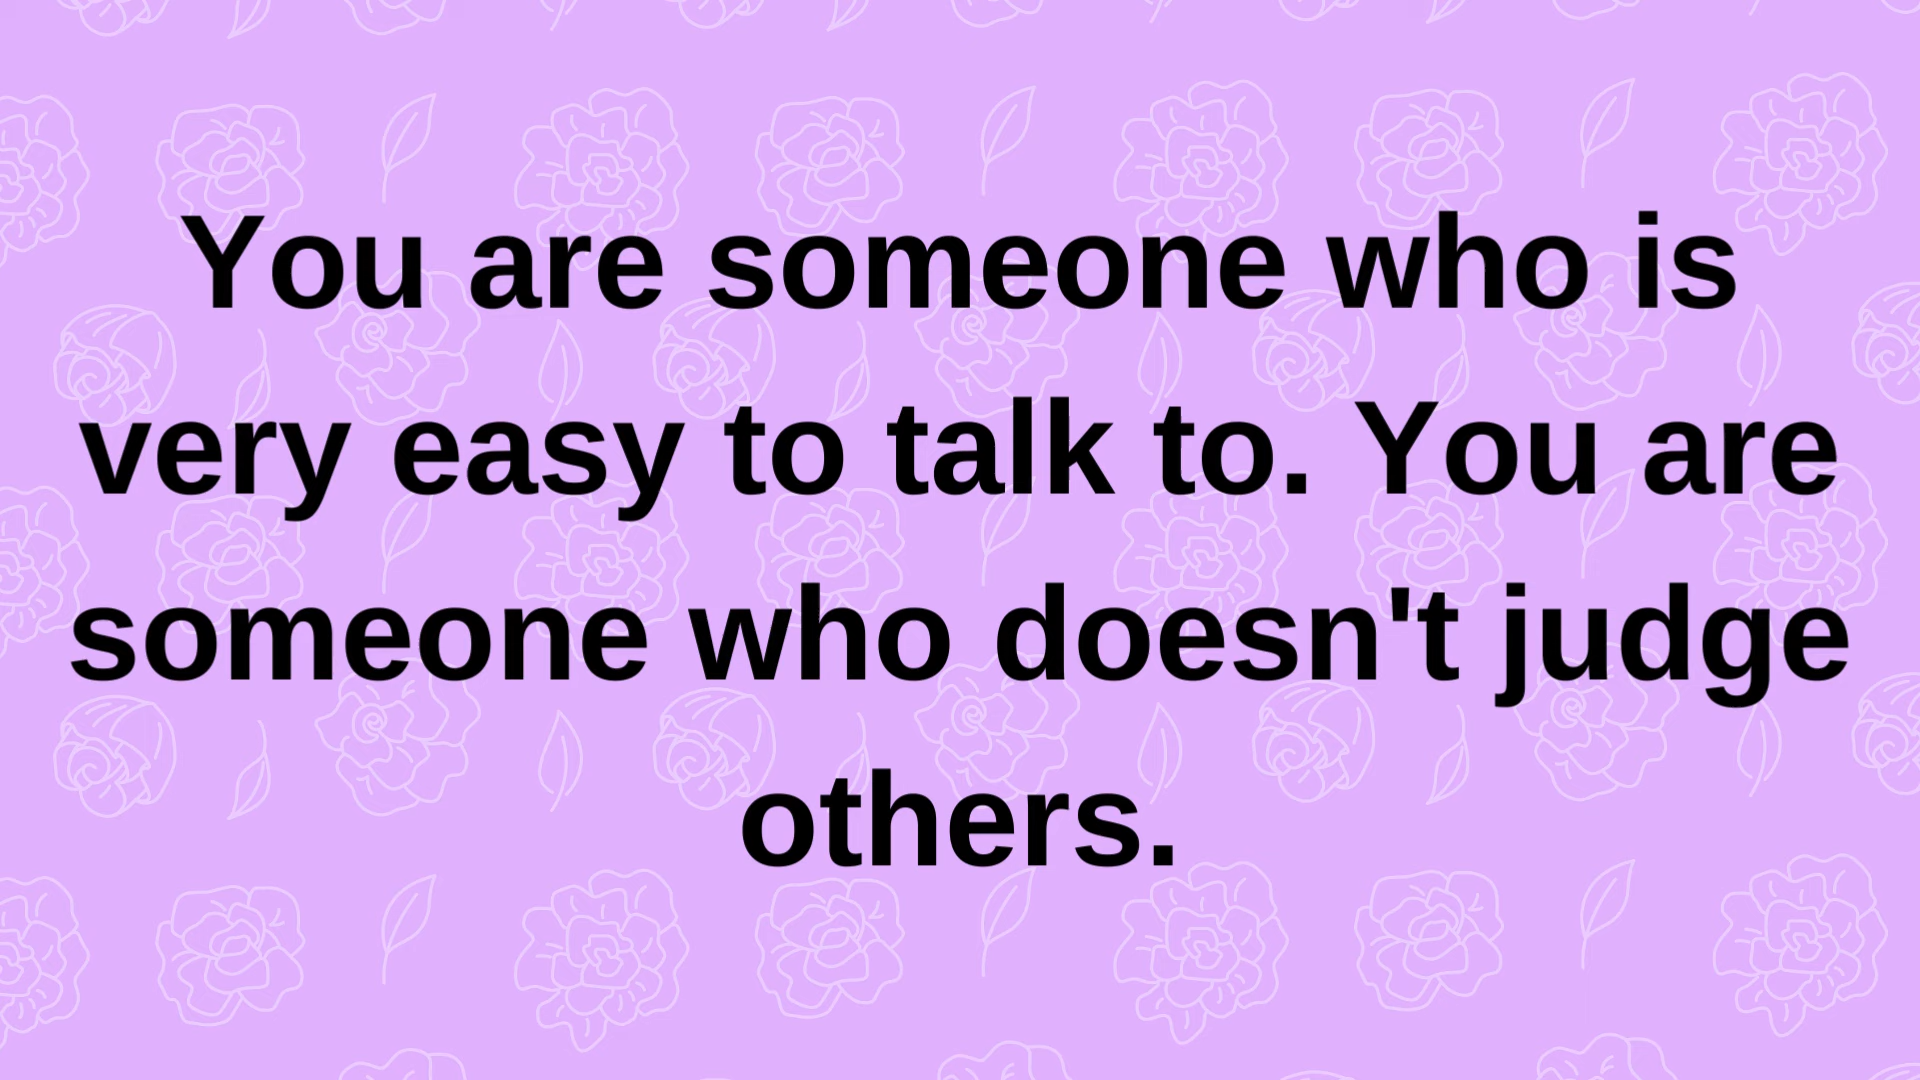 You are someone who is
very easy to talk to. You are
someone who doesn't judge
others.